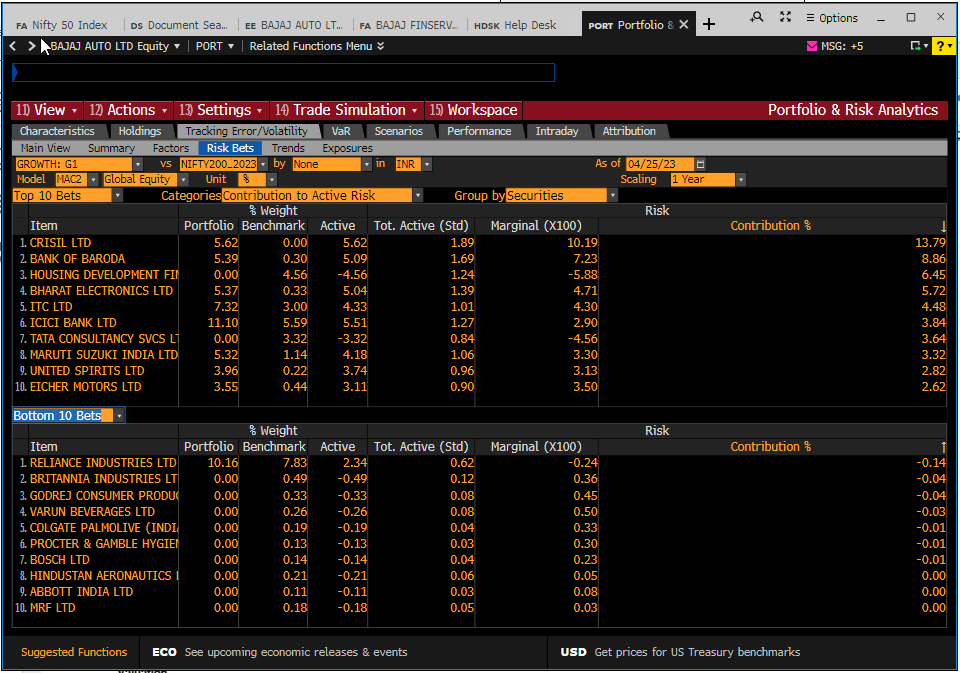 FA Nifty 50 Index DS Document Sea... EE BAJAJ AUTO LT... FA BAJAJ FINSERV... HDSK Help Desk PORT Portfolio & × + Options
BAJAJ AUTO LTD Equity PORT Related Functions Menu MSG: +5 ?
11) View 12) Actions 13) Settings 14) Trade Simulation 15) Workspace Portfolio & Risk Analytics
Characteristics Holdings Tracking Error/Volatility VaR Scenarios Performance Intraday Attribution
Main View Summary Factors Risk Bets Trends Exposures
GROWTH: G1 vs NIFTY200_2023 by None in INR As of 04/25/23
Model MAC2 Global Equity Unit % Scaling 1 Year
Top 10 Bets Categories Contribution to Active Risk Group by Securities
% Weight Risk
Item Portfolio Benchmark Active Tot. Active (Std) Marginal (X100) Contribution % ↓
1. CRISIL LTD 5.62 0.00 5.62 1.89 10.19 13.79
2. BANK OF BARODA 5.39 0.30 5.09 1.69 7.23 8.86
3. HOUSING DEVELOPMENT FIN 0.00 4.56 -4.56 1.24 -5.88 6.45
4. BHARAT ELECTRONICS LTD 5.37 0.33 5.04 1.39 4.71 5.72
5. ITC LTD 7.32 3.00 4.33 1.01 4.30 4.48
6. ICICI BANK LTD 11.10 5.59 5.51 1.27 2.90 3.84
7. TATA CONSULTANCY SVCS LT 0.00 3.32 -3.32 0.84 -4.56 3.64
8. MARUTI SUZUKI INDIA LTD 5.32 1.14 4.18 1.06 3.30 3.32
9. UNITED SPIRITS LTD 3.96 0.22 3.74 0.96 3.13 2.82
10. EICHER MOTORS LTD 3.55 0.44 3.11 0.90 3.50 2.62
Bottom 10 Bets
% Weight Risk
Item Portfolio Benchmark Active Tot. Active (Std) Marginal (X100) Contribution % ↑
1. RELIANCE INDUSTRIES LTD 10.16 7.83 2.34 0.62 -0.24 -0.14
2. BRITANNIA INDUSTRIES LT 0.00 0.49 -0.49 0.12 0.36 -0.04
3. GODREJ CONSUMER PRODUC 0.00 0.33 -0.33 0.08 0.45 -0.04
4. VARUN BEVERAGES LTD 0.00 0.26 -0.26 0.08 0.50 -0.03
5. COLGATE PALMOLIVE (INDIA 0.00 0.19 -0.19 0.04 0.33 -0.01
6. PROCTER & GAMBLE HYGIEN 0.00 0.13 -0.13 0.03 0.30 -0.01
7. BOSCH LTD 0.00 0.14 -0.14 0.04 0.23 -0.01
8. HINDUSTAN AERONAUTICS 0.00 0.21 -0.21 0.06 0.05 0.00
9. ABBOTT INDIA LTD 0.00 0.11 -0.11 0.03 0.08 0.00
10. MRF LTD 0.00 0.18 -0.18 0.05 0.03 0.00
Suggested Functions ECO See upcoming economic releases & events USD Get prices for US Treasury benchmarks